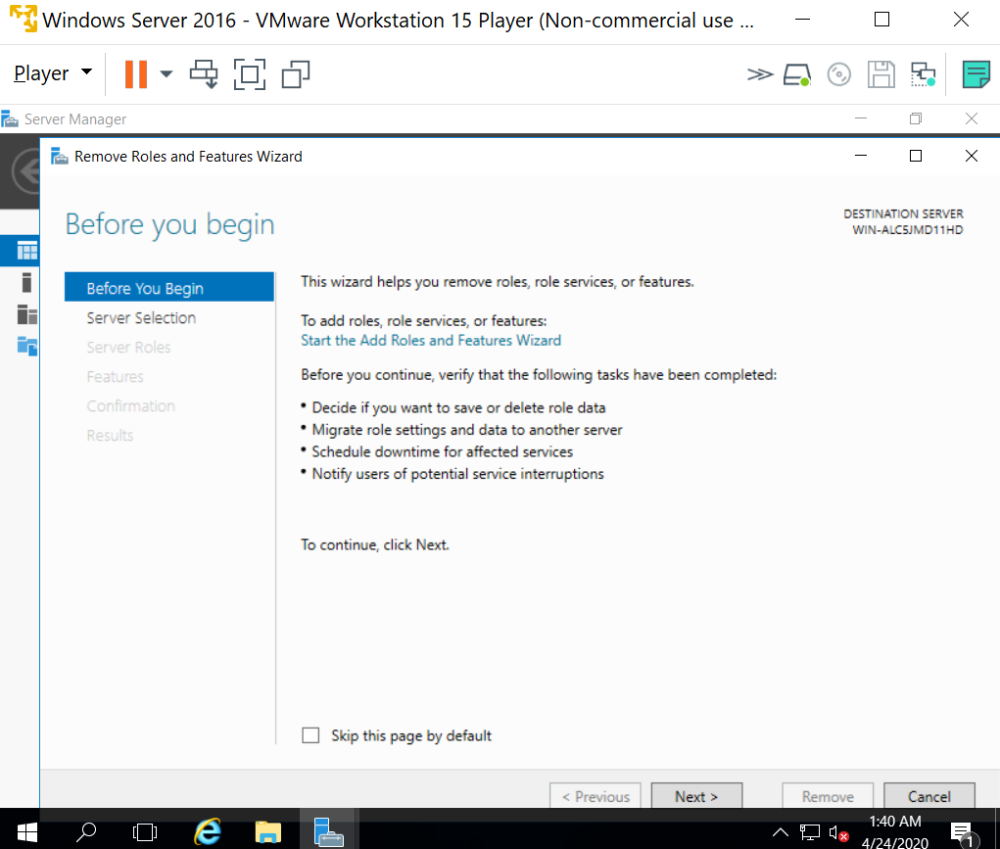 Windows Server 2016 - VMware Workstation 15 Player (Non-commercial use ...
Player
Server Manager
Remove Roles and Features Wizard
Before you begin
DESTINATION SERVER
WIN-ALC5JMD11HD
Before You Begin
Server Selection
Server Roles
Features
Confirmation
Results
This wizard helps you remove roles, role services, or features.
To add roles, role services, or features:
Start the Add Roles and Features Wizard
Before you continue, verify that the following tasks have been completed:
• Decide if you want to save or delete role data
• Migrate role settings and data to another server
• Schedule downtime for affected services
• Notify users of potential service interruptions
To continue, click Next.
Skip this page by default
< Previous
Next >
Remove
Cancel
1:40 AM
4/24/2020
1